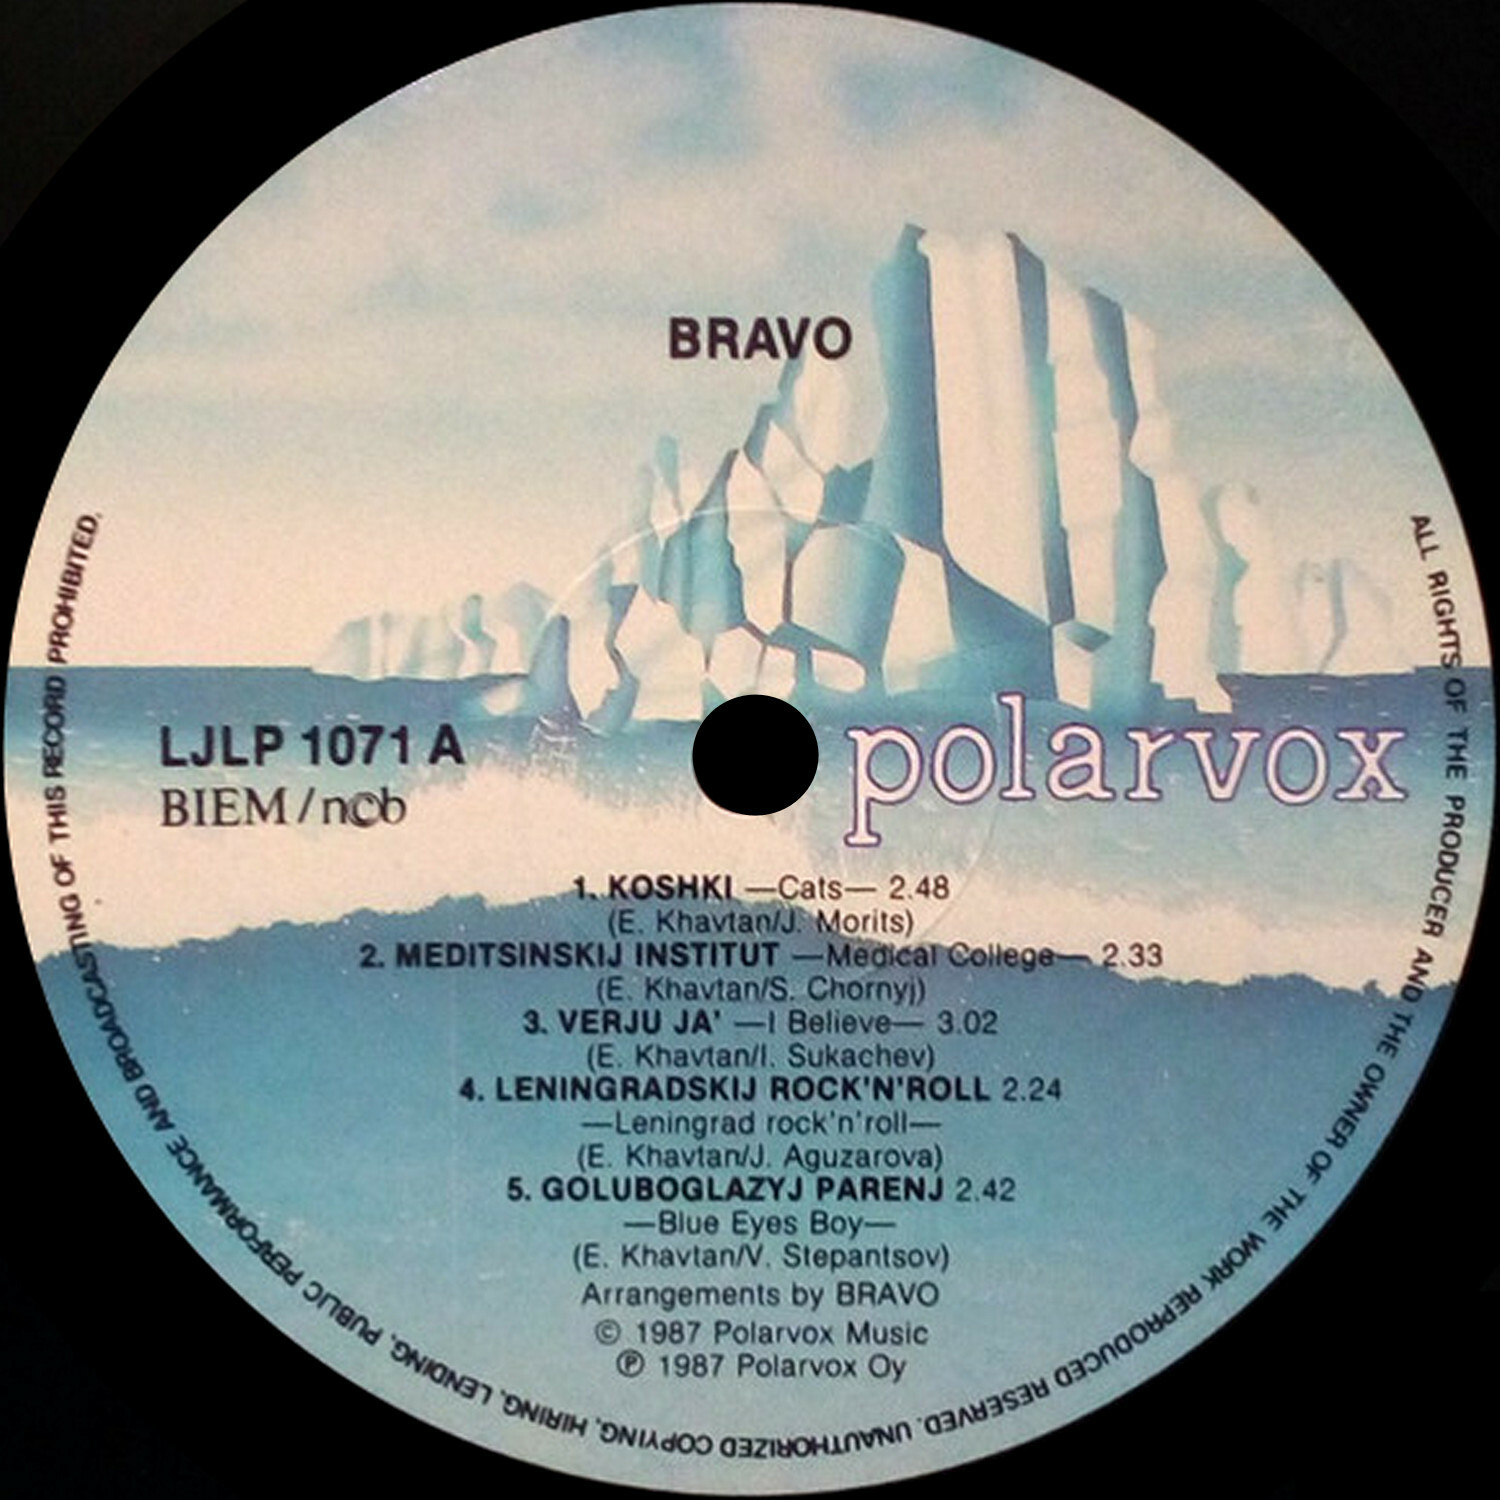 BRAVO
LJLP 1071 A
BIEM/ncb
polarvox
1. KOSHKI —Cats— 2.48
(E. Khavtan/J. Morits)
2. MEDITSINSKIJ INSTITUT —Medical College— 2.33
(E. Khavtan/S. Chornyj)
3. VERJU JA' —I Believe— 3.02
(E. Khavtan/I. Sukachev)
4. LENINGRADSKIJ ROCK'N'ROLL 2.24
—Leningrad rock'n'roll—
(E. Khavtan/J. Aguzarova)
5. GOLUBOGLAZYJ PARENJ 2.42
—Blue Eyes Boy—
(E. Khavtan/V. Stepantsov)
Arrangements by BRAVO
© 1987 Polarvox Music
℗ 1987 Polarvox Oy
ALL RIGHTS OF THE PRODUCER AND THE OWNER OF THE WORK REPRODUCED RESERVED. UNAUTHORIZED COPYING, HIRING, LENDING, PUBLIC PERFORMANCE AND BROADCASTING OF THIS RECORD PROHIBITED.